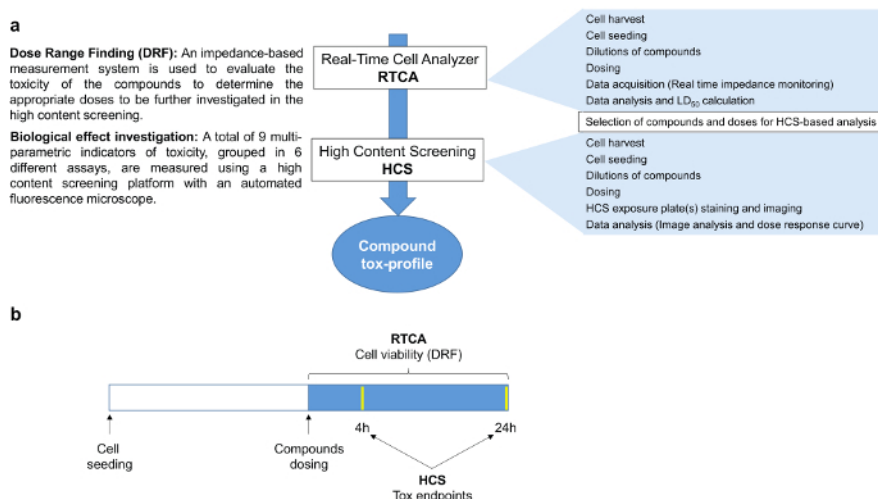 a
Dose Range Finding (DRF): An impedance-based
measurement system is used to evaluate the
toxicity of the compounds to determine the
appropriate doses to be further investigated in the
high content screening.
Biological effect investigation: A total of 9 multi-
parametric indicators of toxicity, grouped in 6
different assays, are measured using a high
content screening platform with an automated
fluorescence microscope.
Real-Time Cell Analyzer
RTCA
High Content Screening
HCS
Compound
tox-profile
Cell harvest
Cell seeding
Dilutions of compounds
Dosing
Data acquisition (Real time impedance monitoring)
Data analysis and LD50 calculation
Selection of compounds and doses for HCS-based analysis
Cell harvest
Cell seeding
Dilutions of compounds
Dosing
HCS exposure plate(s) staining and imaging
Data analysis (Image analysis and dose response curve)
b
RTCA
Cell viability (DRF)
4h
24h
Cell
seeding
Compounds
dosing
HCS
Tox endpoints